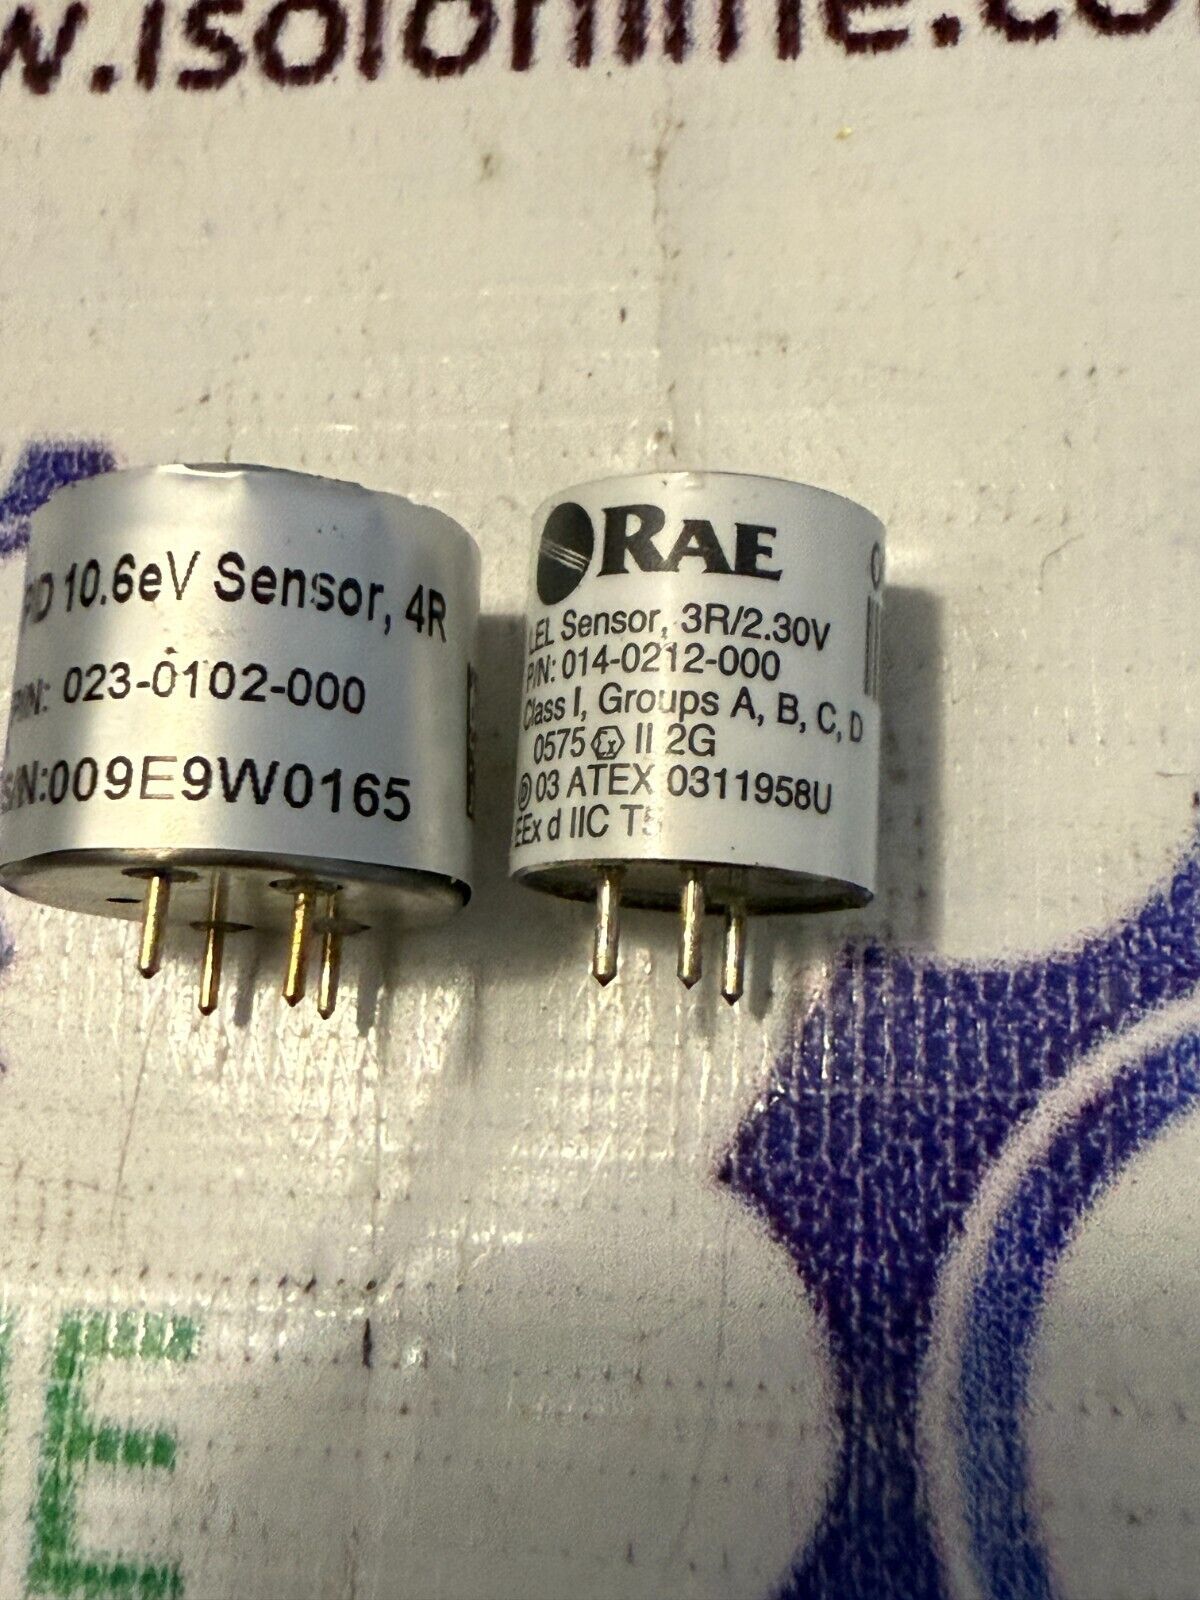 w.isolonline.co
PID 10.6eV Sensor, 4R
P/N: 023-0102-000
S/N:009E9W0165
RAE
LEL Sensor, 3R/2.30V
P/N: 014-0212-000
Class I, Groups A, B, C, D
0575 Ex II 2G
03 ATEX 0311958U
EEx d IIC T5
E